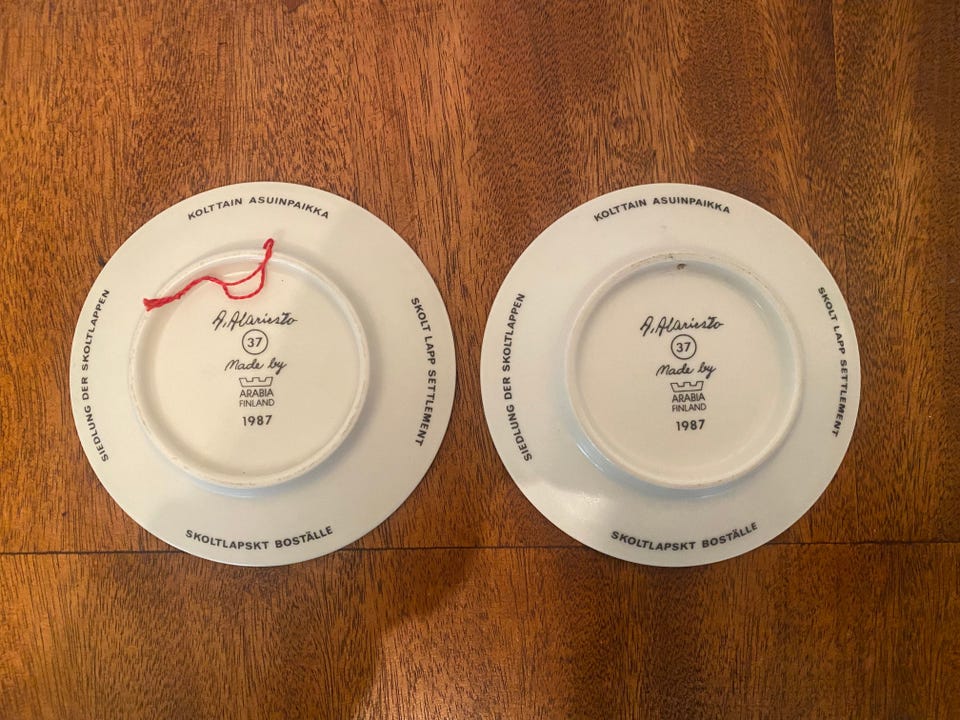 KOLTTAIN ASUINPAIKKA
SIEDLUNG DER SKOLTLAPPEN
SKOLT LAPP SETTLEMENT
A. Alariesto
37
Made by
ARABIA
FINLAND
1987
SKOLTLAPSKT BOSTÄLLE
KOLTTAIN ASUINPAIKKA
SIEDLUNG DER SKOLTLAPPEN
SKOLT LAPP SETTLEMENT
A. Alariesto
37
Made by
ARABIA
FINLAND
1987
SKOLTLAPSKT BOSTÄLLE